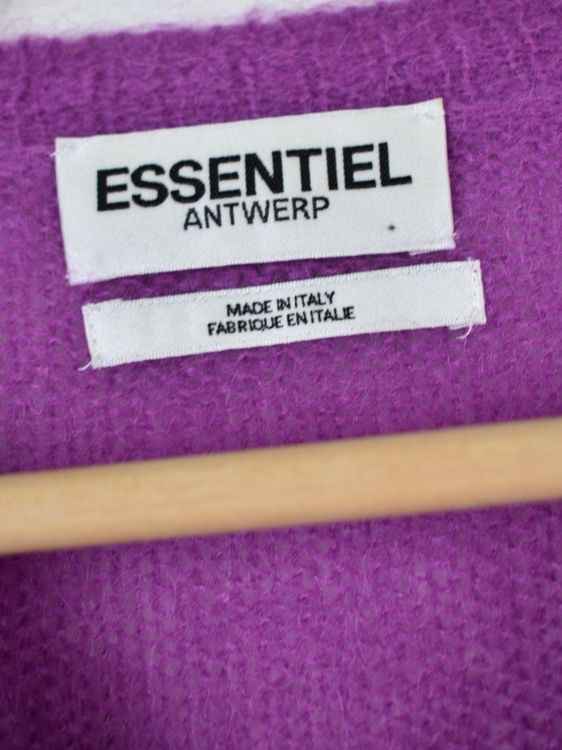 ESSENTIEL
ANTWERP
MADE IN ITALY
FABRIQUE EN ITALIE